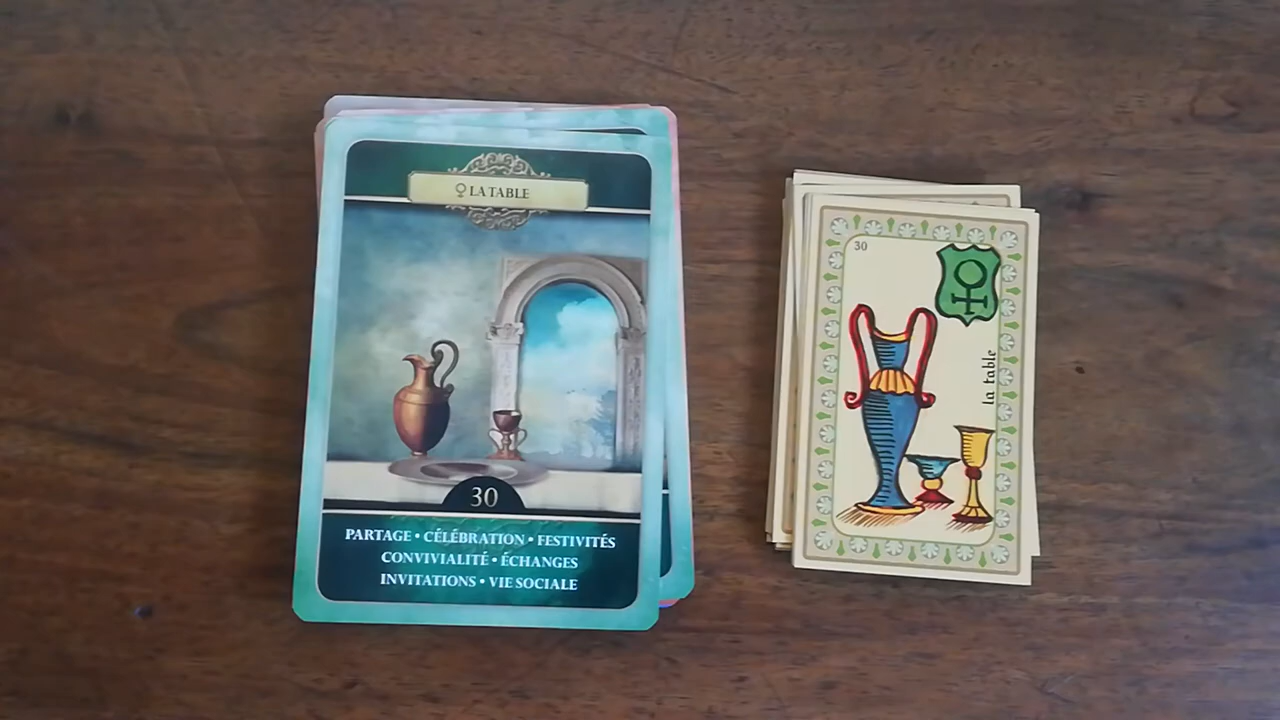 ♀ LA TABLE
30
PARTAGE • CÉLÉBRATION • FESTIVITÉS
CONVIVIALITÉ • ÉCHANGES
INVITATIONS • VIE SOCIALE
30
la table